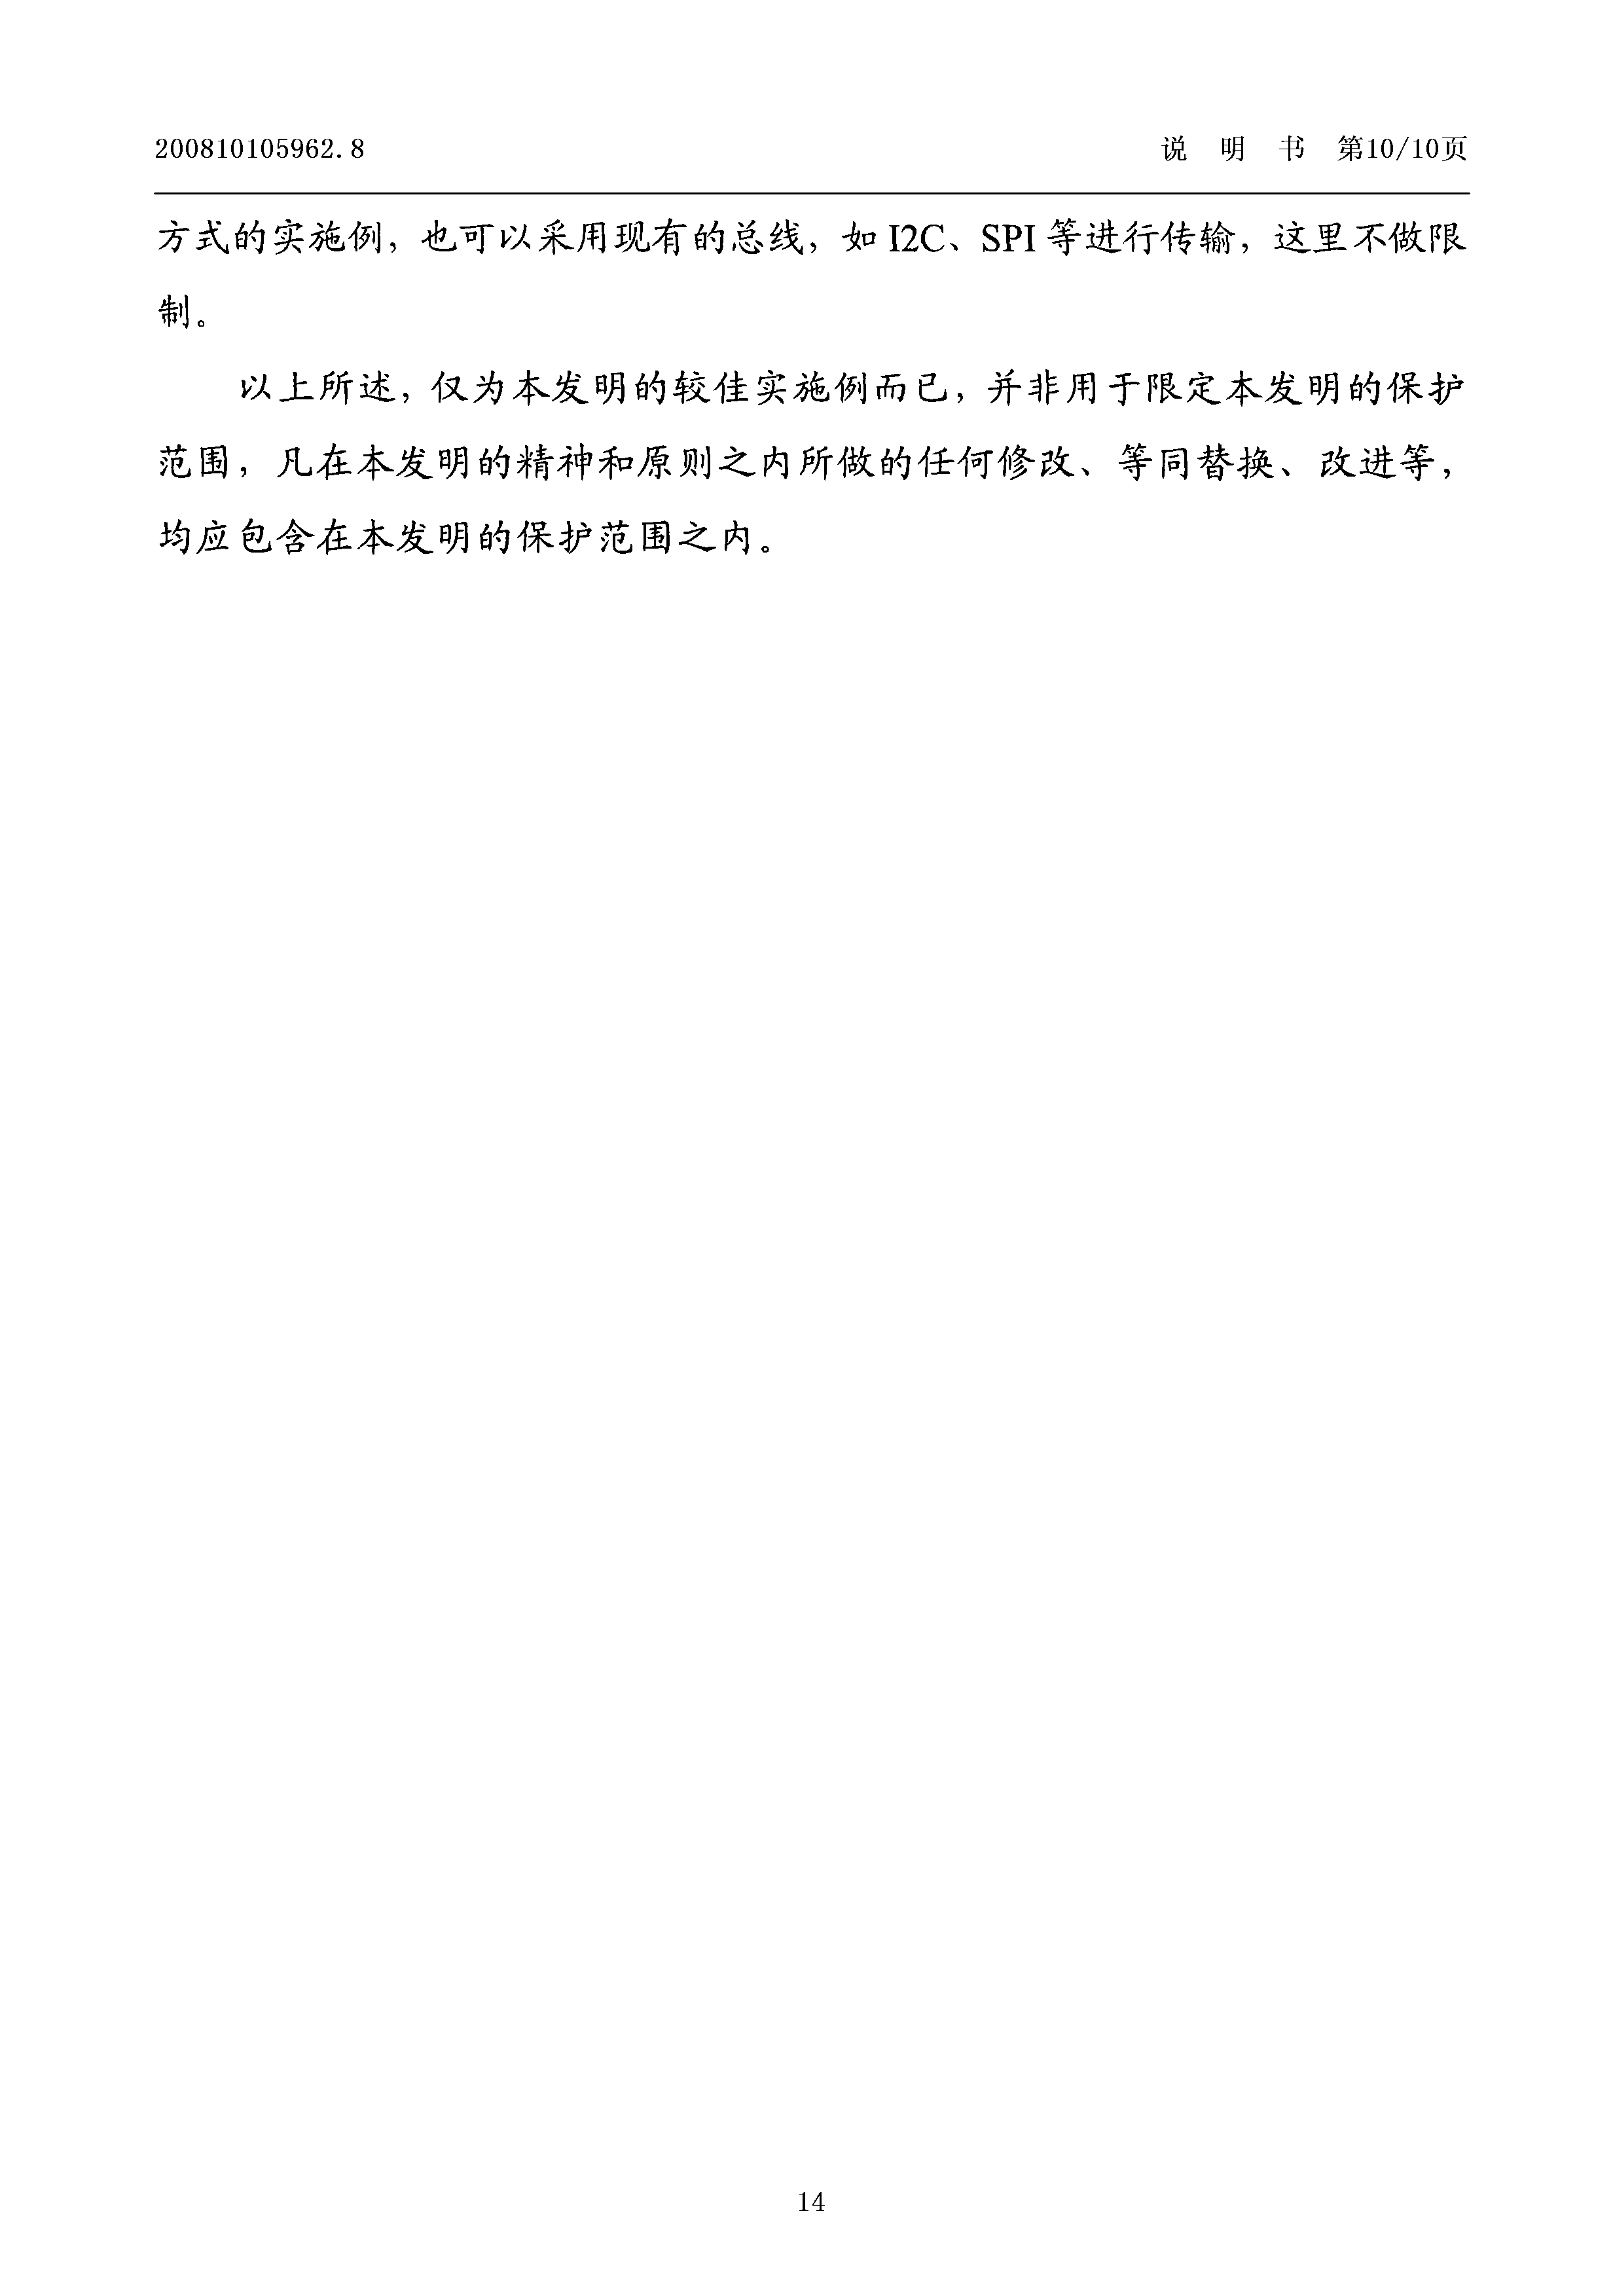 200810105962.8
说 明 书 第10/10页
方式的实施例，也可以采用现有的总线，如 I2C、SPI 等进行传输，这里不做限
制。
以上所述，仅为本发明的较佳实施例而已，并非用于限定本发明的保护
范围，凡在本发明的精神和原则之内所做的任何修改、等同替换、改进等，
均应包含在本发明的保护范围之内。
14